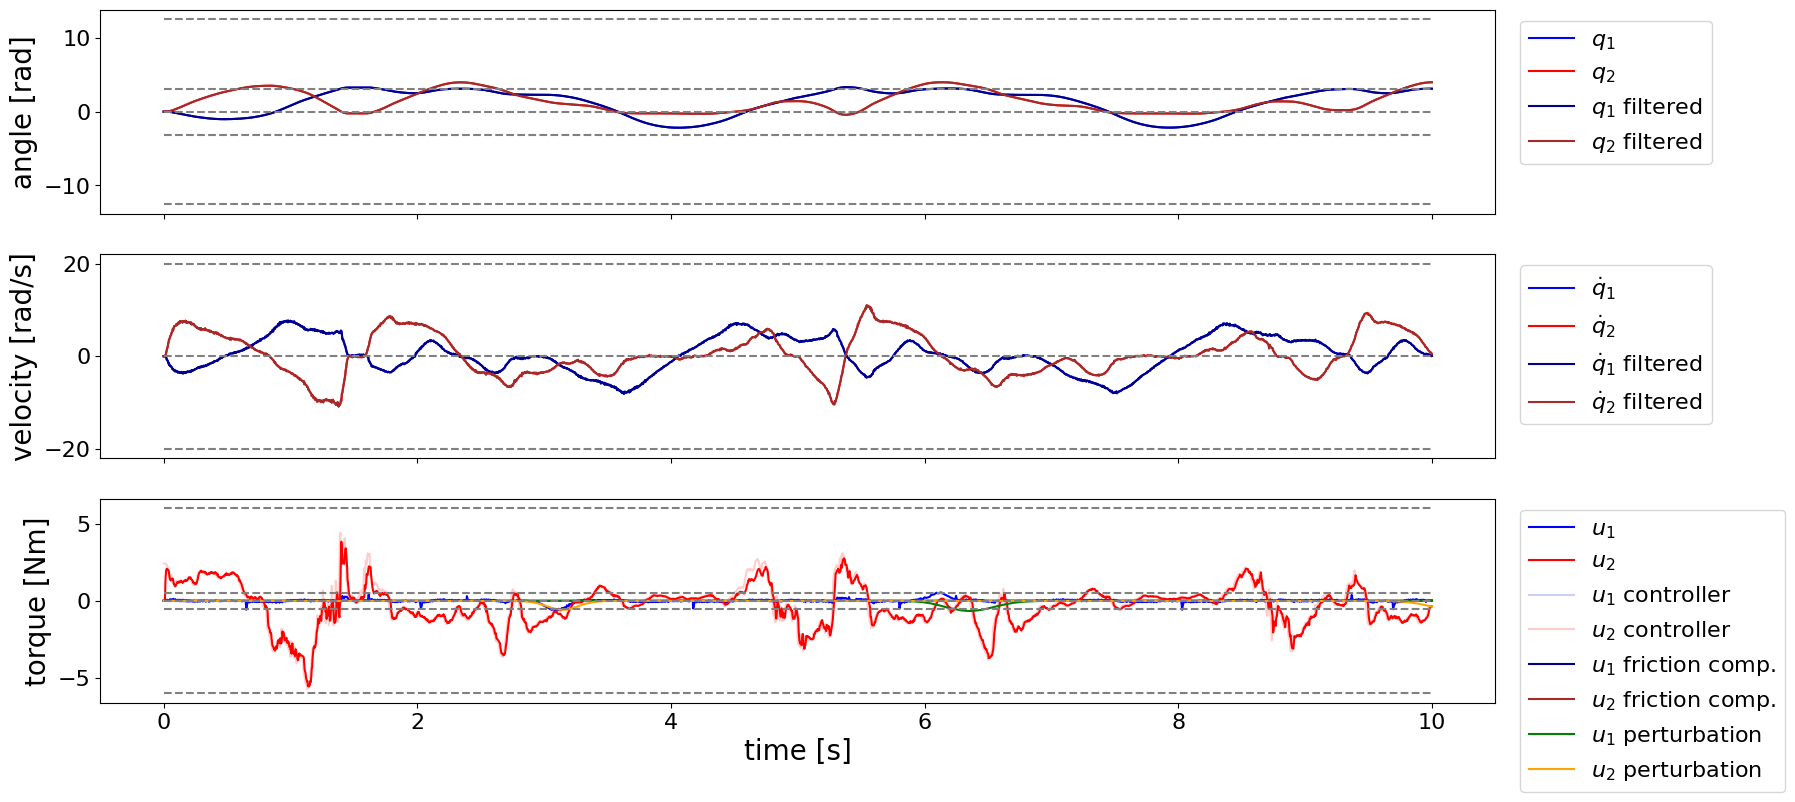 angle [rad]
10
0
−10
q₁
q₂
q₁ filtered
q₂ filtered
velocity [rad/s]
20
0
−20
q̇₁
q̇₂
q̇₁ filtered
q̇₂ filtered
torque [Nm]
5
0
−5
0 2 4 6 8 10
time [s]
u₁
u₂
u₁ controller
u₂ controller
u₁ friction comp.
u₂ friction comp.
u₁ perturbation
u₂ perturbation